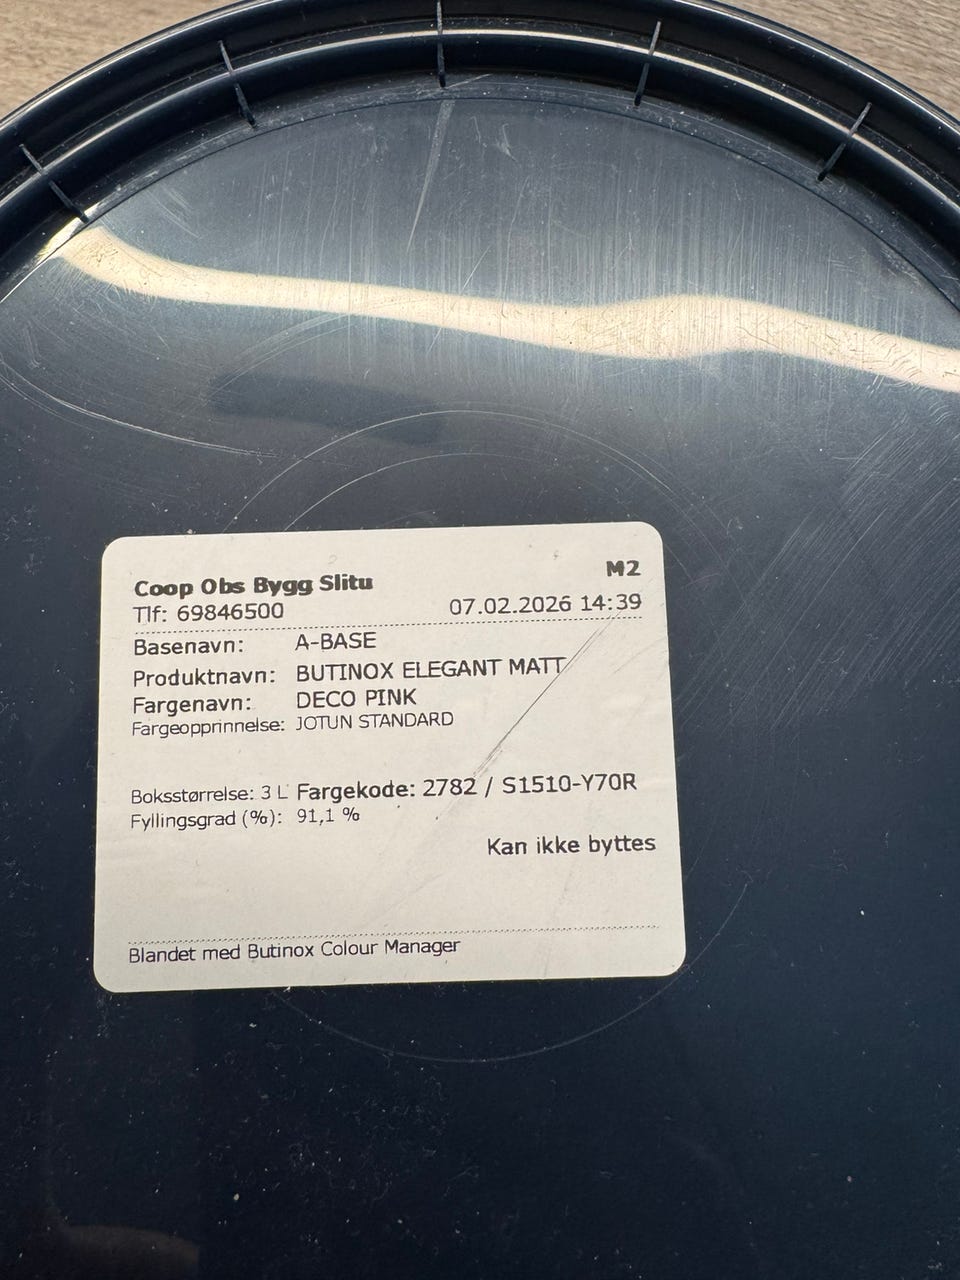 Coop Obs Bygg Slitu M2
Tlf: 69846500 07.02.2026 14:39
Basenavn: A-BASE
Produktnavn: BUTINOX ELEGANT MATT
Fargenavn: DECO PINK
Fargeopprinnelse: JOTUN STANDARD
Boksstørrelse: 3 L Fargekode: 2782 / S1510-Y70R
Fyllingsgrad (%): 91,1 %
Kan ikke byttes
Blandet med Butinox Colour Manager